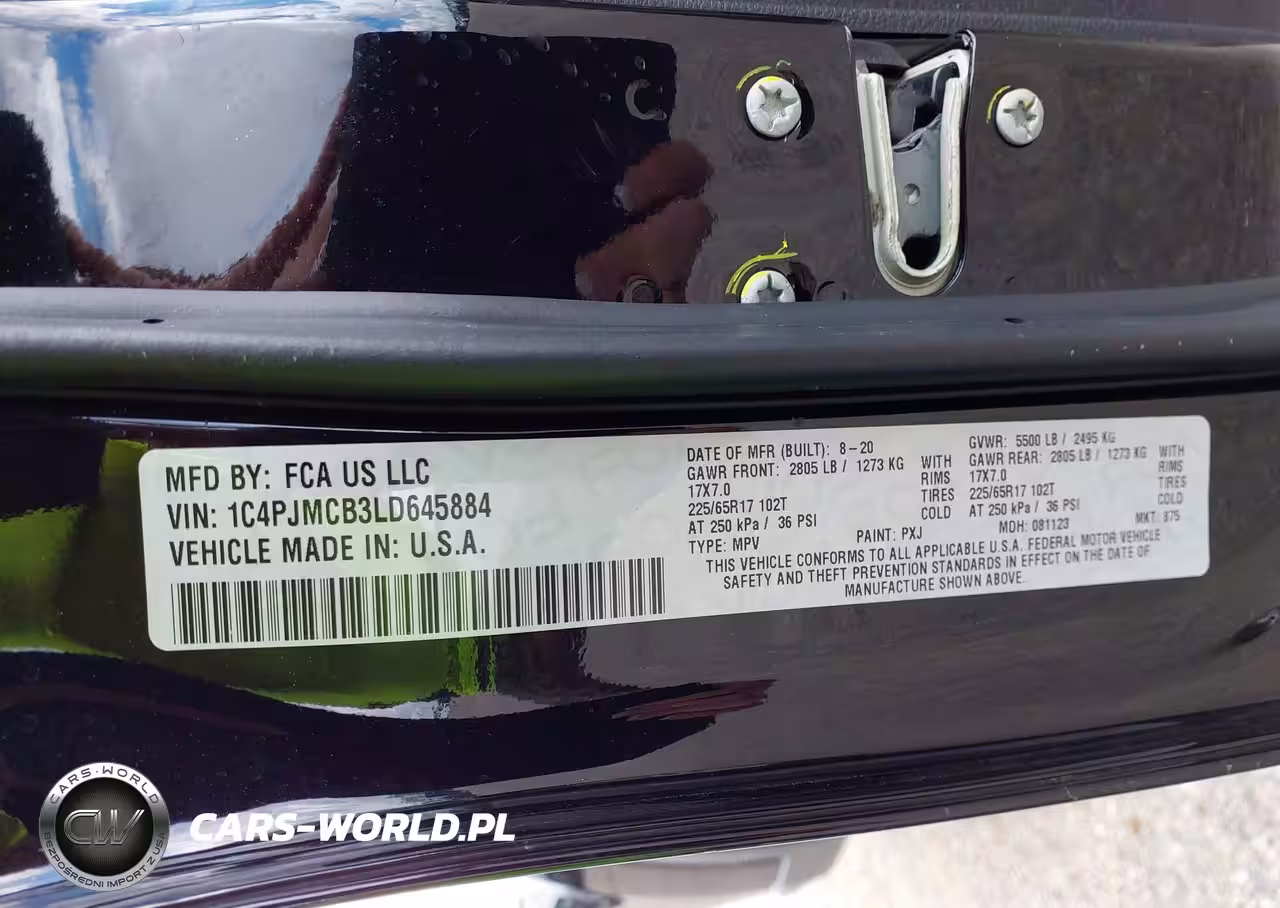 MFD BY: FCA US LLC
VIN: 1C4PJMCB3LD645884
VEHICLE MADE IN: U.S.A.
DATE OF MFR (BUILT): 8-20
GAWR FRONT: 2805 LB / 1273 KG WITH
17X7.0 RIMS
225/65R17 102T TIRES
AT 250 kPa / 36 PSI COLD
TYPE: MPV
GVWR: 5500 LB / 2495 KG
GAWR REAR: 2805 LB / 1273 KG WITH
17X7.0 RIMS
225/65R17 102T TIRES
AT 250 kPa / 36 PSI COLD
PAINT: PXJ MDH: 081123 MKT: 875
THIS VEHICLE CONFORMS TO ALL APPLICABLE U.S.A. FEDERAL MOTOR VEHICLE
SAFETY AND THEFT PREVENTION STANDARDS IN EFFECT ON THE DATE OF
MANUFACTURE SHOWN ABOVE.
CARS-WORLD
CW
BEZPOŚREDNI IMPORT Z USA
CARS-WORLD.PL